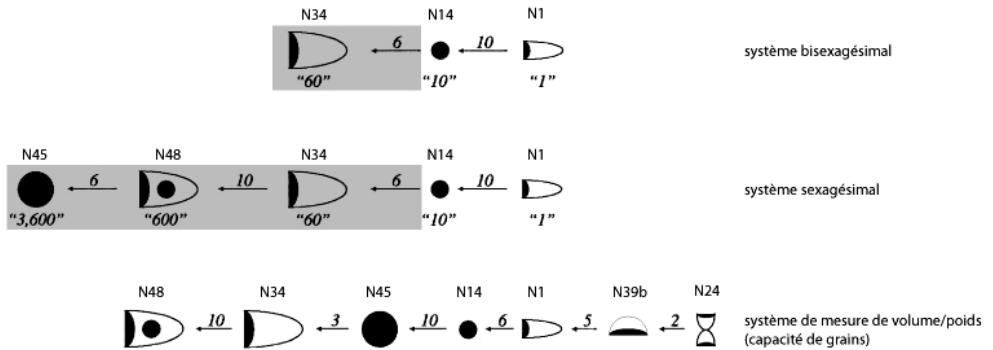 N34 N14 N1
6 10 système bisexagésimal
“60” “10” “1”
N45 N48 N34 N14 N1
6 10 6 10 système sexagésimal
“3,600” “600” “60” “10” “1”
N48 N34 N45 N14 N1 N39b N24
10 3 10 6 5 2 système de mesure de volume/poids
(capacité de grains)